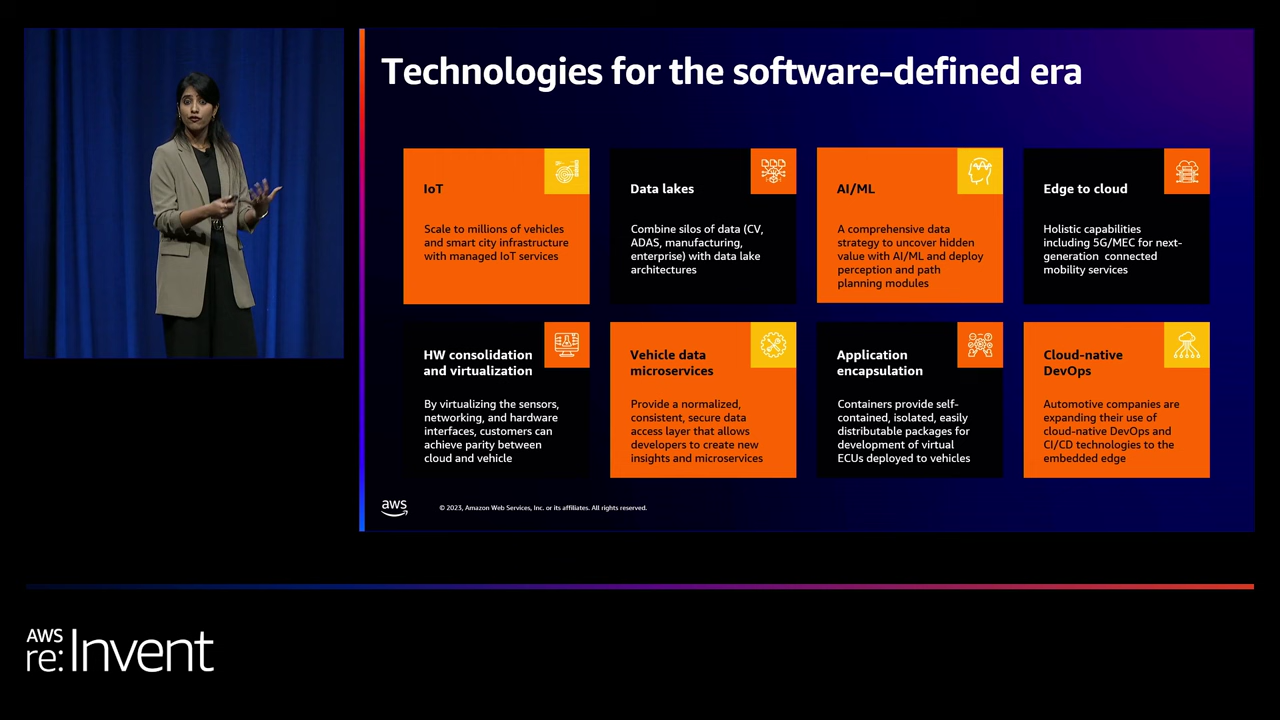 Technologies for the software-defined era
IoT
Scale to millions of vehicles
and smart city infrastructure
with managed IoT services
Data lakes
Combine silos of data (CV,
ADAS, manufacturing,
enterprise) with data lake
architectures
AI/ML
A comprehensive data
strategy to uncover hidden
value with AI/ML and deploy
perception and path
planning modules
Edge to cloud
Holistic capabilities
including 5G/MEC for next-
generation connected
mobility services
HW consolidation
and virtualization
By virtualizing the sensors,
networking, and hardware
interfaces, customers can
achieve parity between
cloud and vehicle
Vehicle data
microservices
Provide a normalized,
consistent, secure data
access layer that allows
developers to create new
insights and microservices
Application
encapsulation
Containers provide self-
contained, isolated, easily
distributable packages for
development of virtual
ECUs deployed to vehicles
Cloud-native
DevOps
Automotive companies are
expanding their use of
cloud-native DevOps and
CI/CD technologies to the
embedded edge
aws
© 2023, Amazon Web Services, Inc. or its affiliates. All rights reserved.
AWS
re:Invent